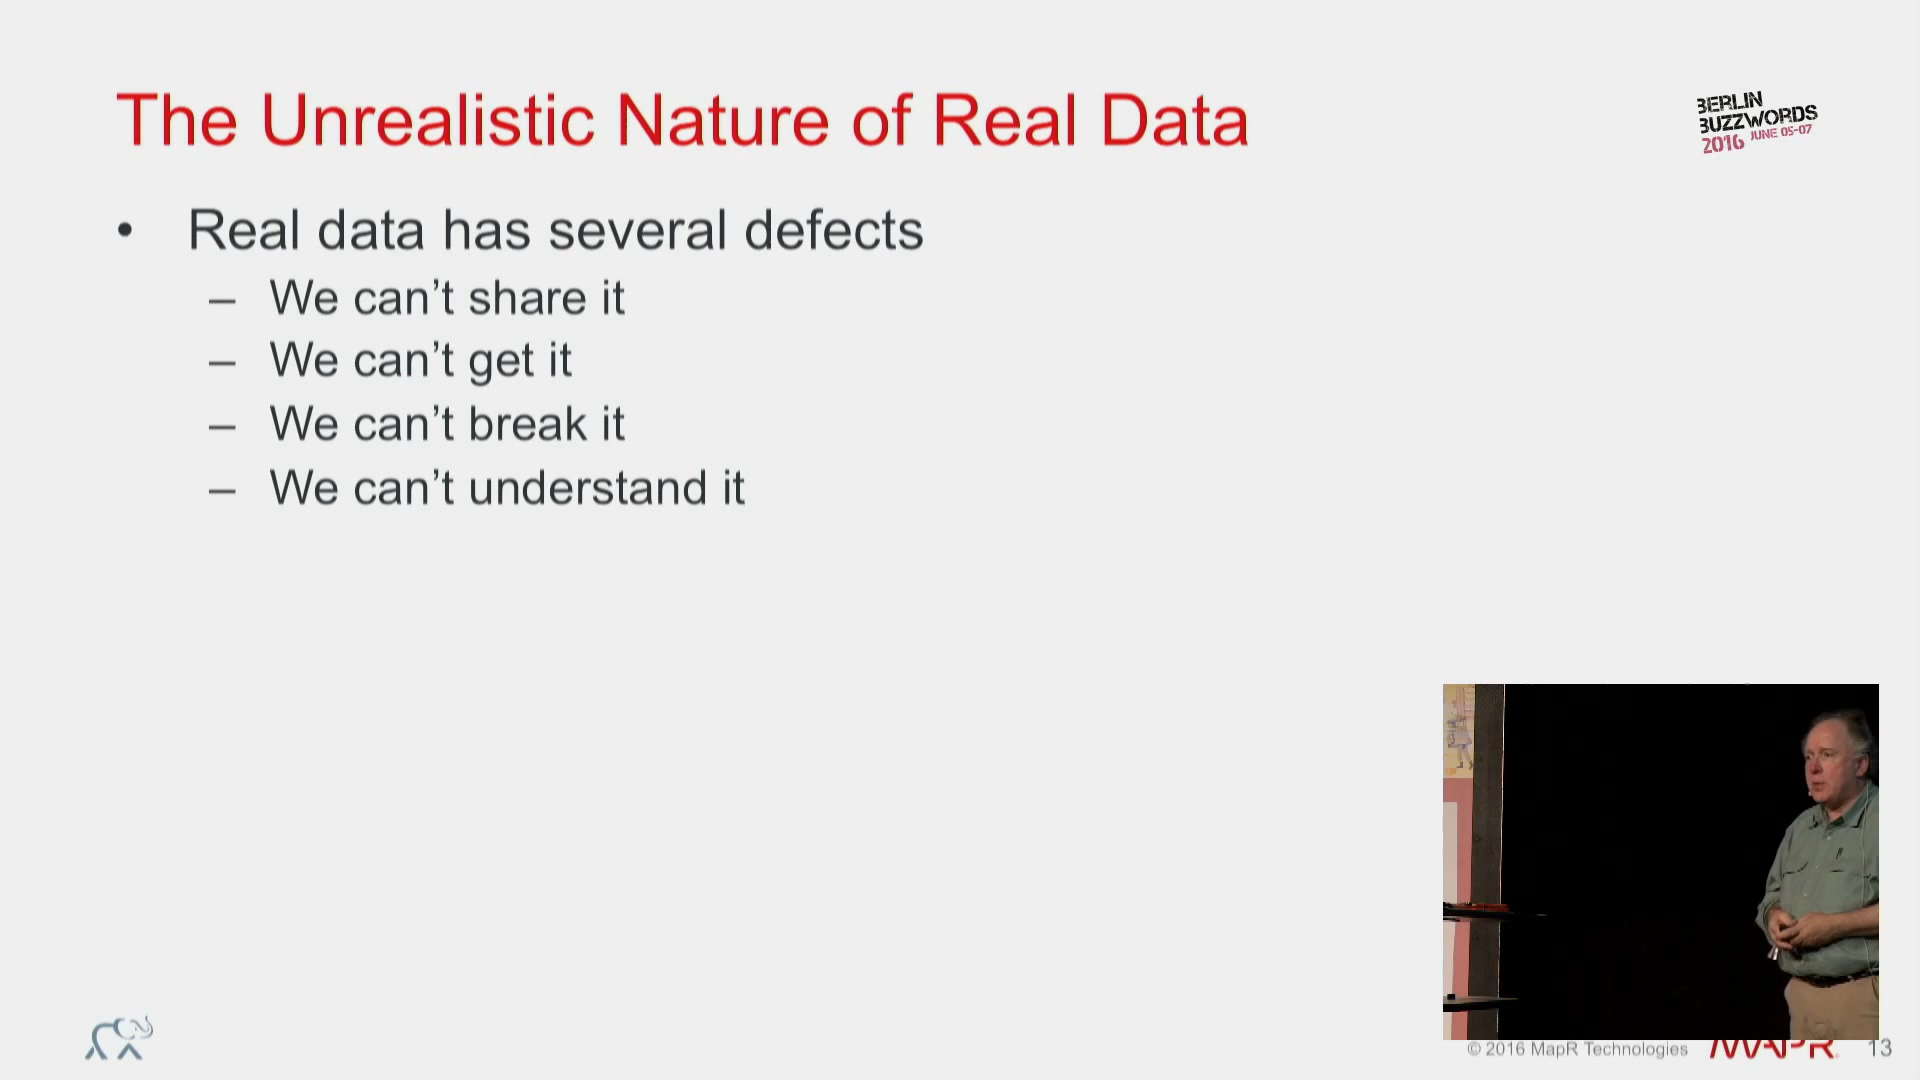 The Unrealistic Nature of Real Data
BERLIN
BUZZWORDS
2016 JUNE 05-07
• Real data has several defects
– We can’t share it
– We can’t get it
– We can’t break it
– We can’t understand it
© 2016 MapR Technologies MAPR 13